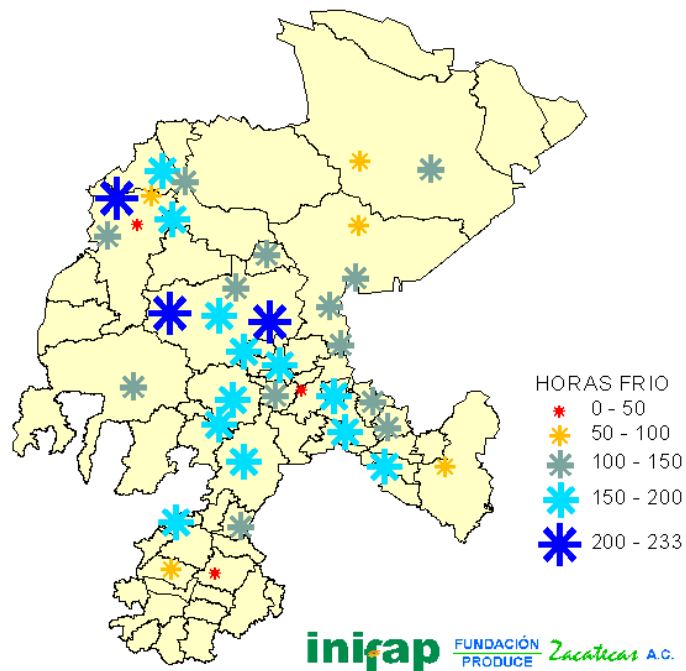 HORAS FRIO
0 - 50
50 - 100
100 - 150
150 - 200
200 - 233
inifap
FUNDACIÓN
PRODUCE
Zacatecas A.C.